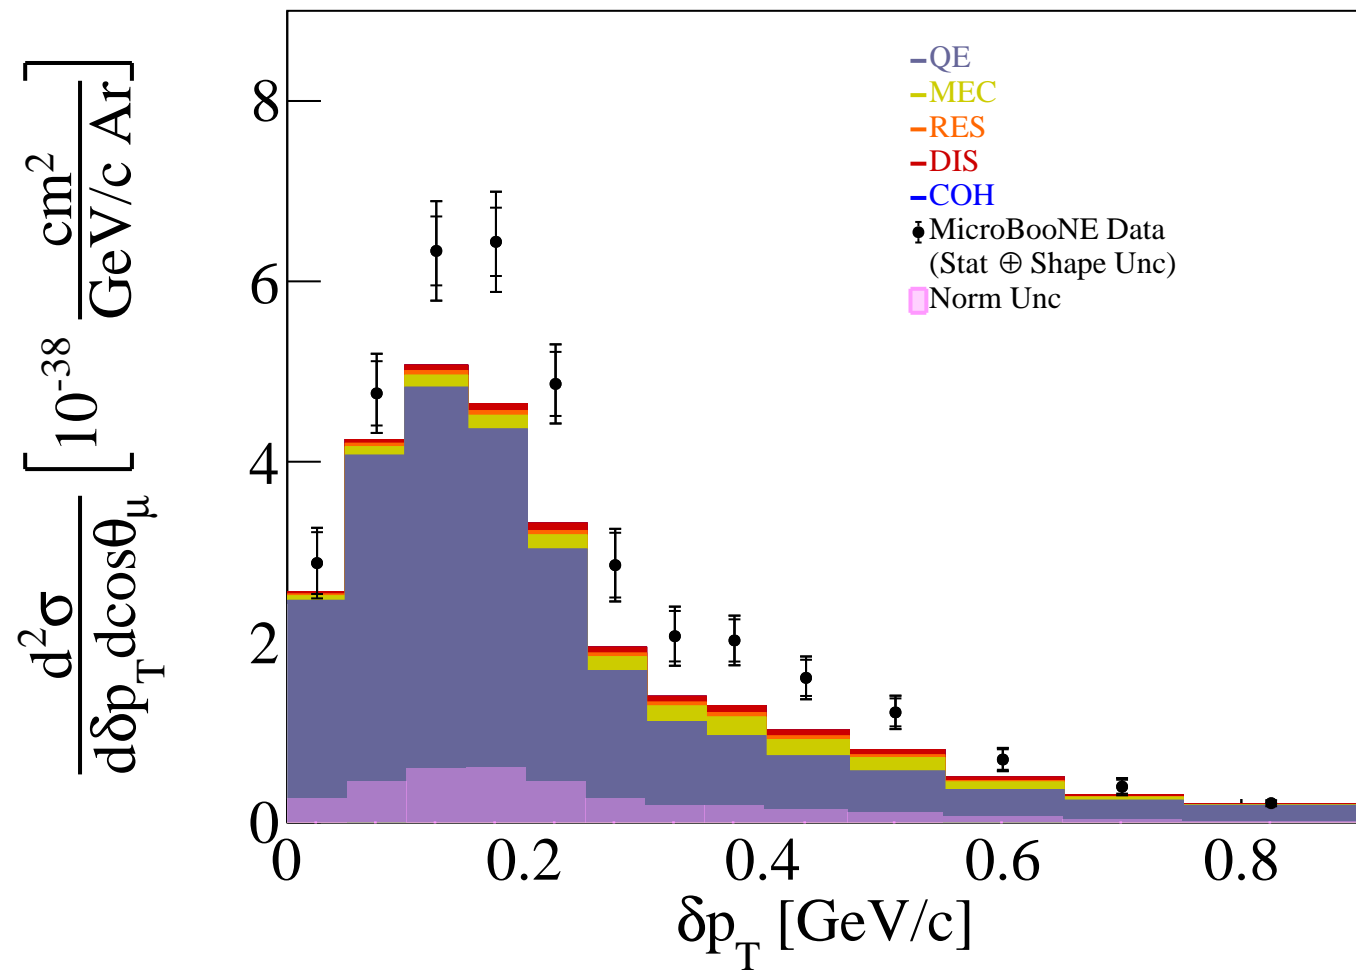 d²σ / dδp_T dcosθ_μ [10⁻³⁸ cm² / GeV/c Ar]
8
6
4
2
0
QE
MEC
RES
DIS
COH
MicroBooNE Data
(Stat ⊕ Shape Unc)
Norm Unc
0 0.2 0.4 0.6 0.8
δp_T [GeV/c]